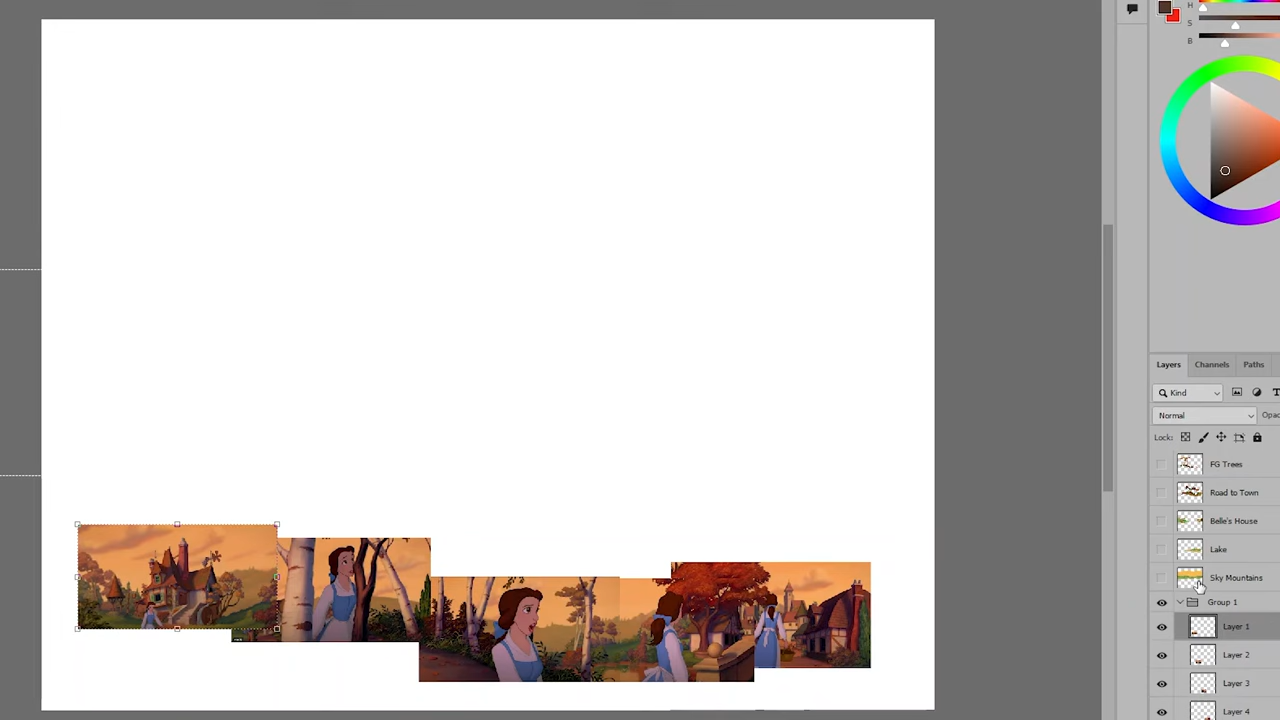 H
S
B
Layers Channels Paths
Kind
Normal Opac
Lock:
FG Trees
Road to Town
Belle's House
Lake
Sky Mountains
Group 1
Layer 1
Layer 2
Layer 3
Layer 4